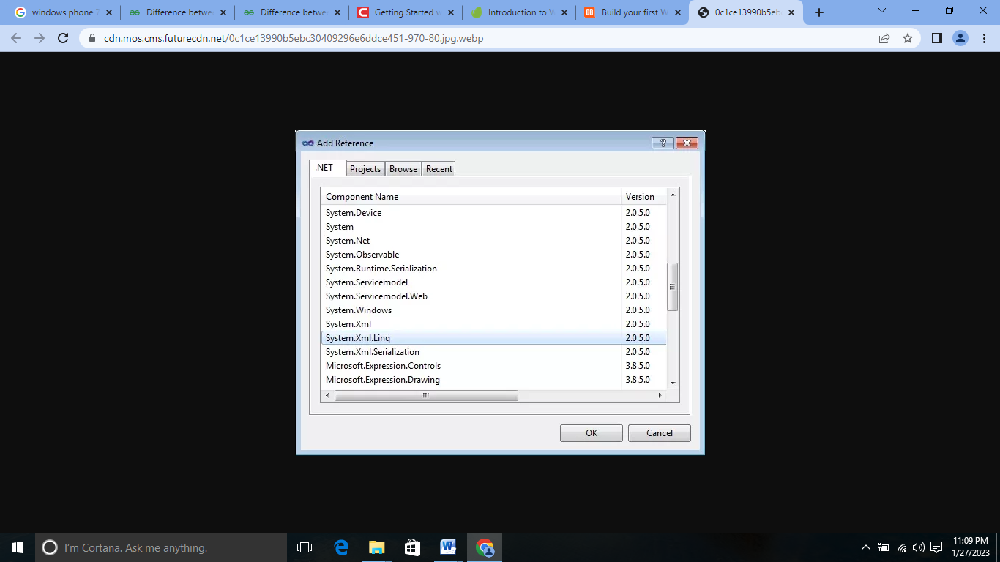 windows phone 7
Difference betwe
Difference betwe
Getting Started w
Introduction to W
Build your first W
0c1ce13990b5eb
cdn.mos.cms.futurecdn.net/0c1ce13990b5ebc30409296e6ddce451-970-80.jpg.webp
Add Reference
.NET Projects Browse Recent
Component Name Version
System.Device 2.0.5.0
System 2.0.5.0
System.Net 2.0.5.0
System.Observable 2.0.5.0
System.Runtime.Serialization 2.0.5.0
System.Servicemodel 2.0.5.0
System.Servicemodel.Web 2.0.5.0
System.Windows 2.0.5.0
System.Xml 2.0.5.0
System.Xml.Linq 2.0.5.0
System.Xml.Serialization 2.0.5.0
Microsoft.Expression.Controls 3.8.5.0
Microsoft.Expression.Drawing 3.8.5.0
OK Cancel
I'm Cortana. Ask me anything.
11:09 PM
1/27/2023